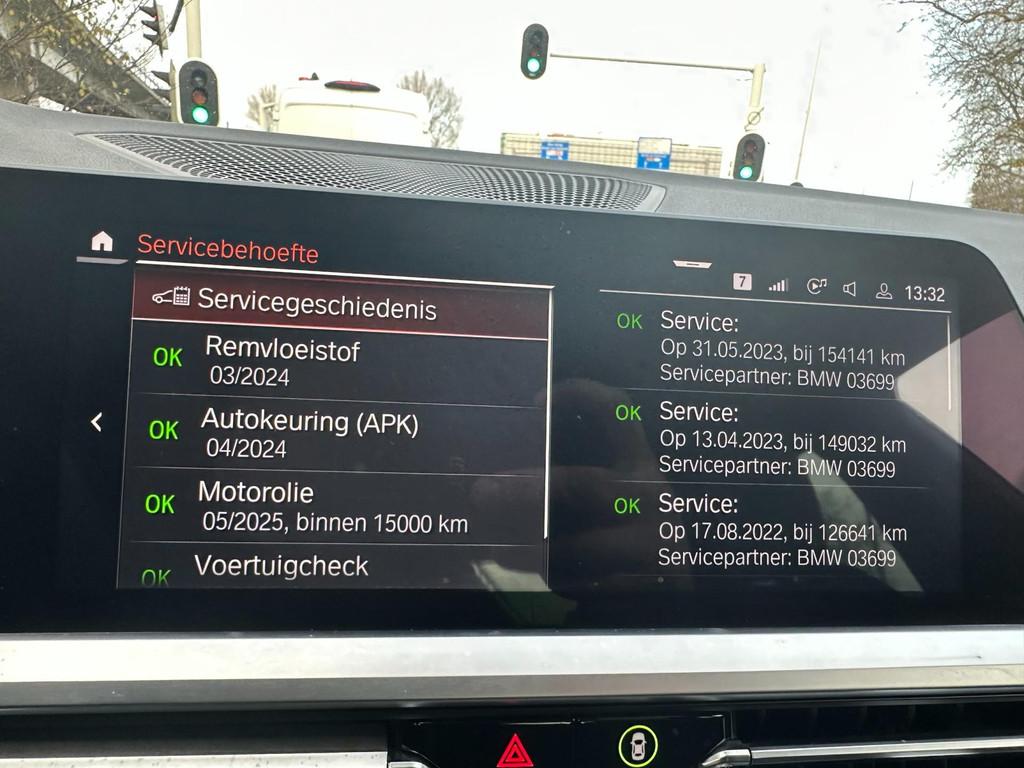 Servicebehoefte
7
13:32
Servicegeschiedenis
OK Remvloeistof
03/2024
OK Autokeuring (APK)
04/2024
OK Motorolie
05/2025, binnen 15000 km
OK Voertuigcheck
OK Service:
Op 31.05.2023, bij 154141 km
Servicepartner: BMW 03699
OK Service:
Op 13.04.2023, bij 149032 km
Servicepartner: BMW 03699
OK Service:
Op 17.08.2022, bij 126641 km
Servicepartner: BMW 03699